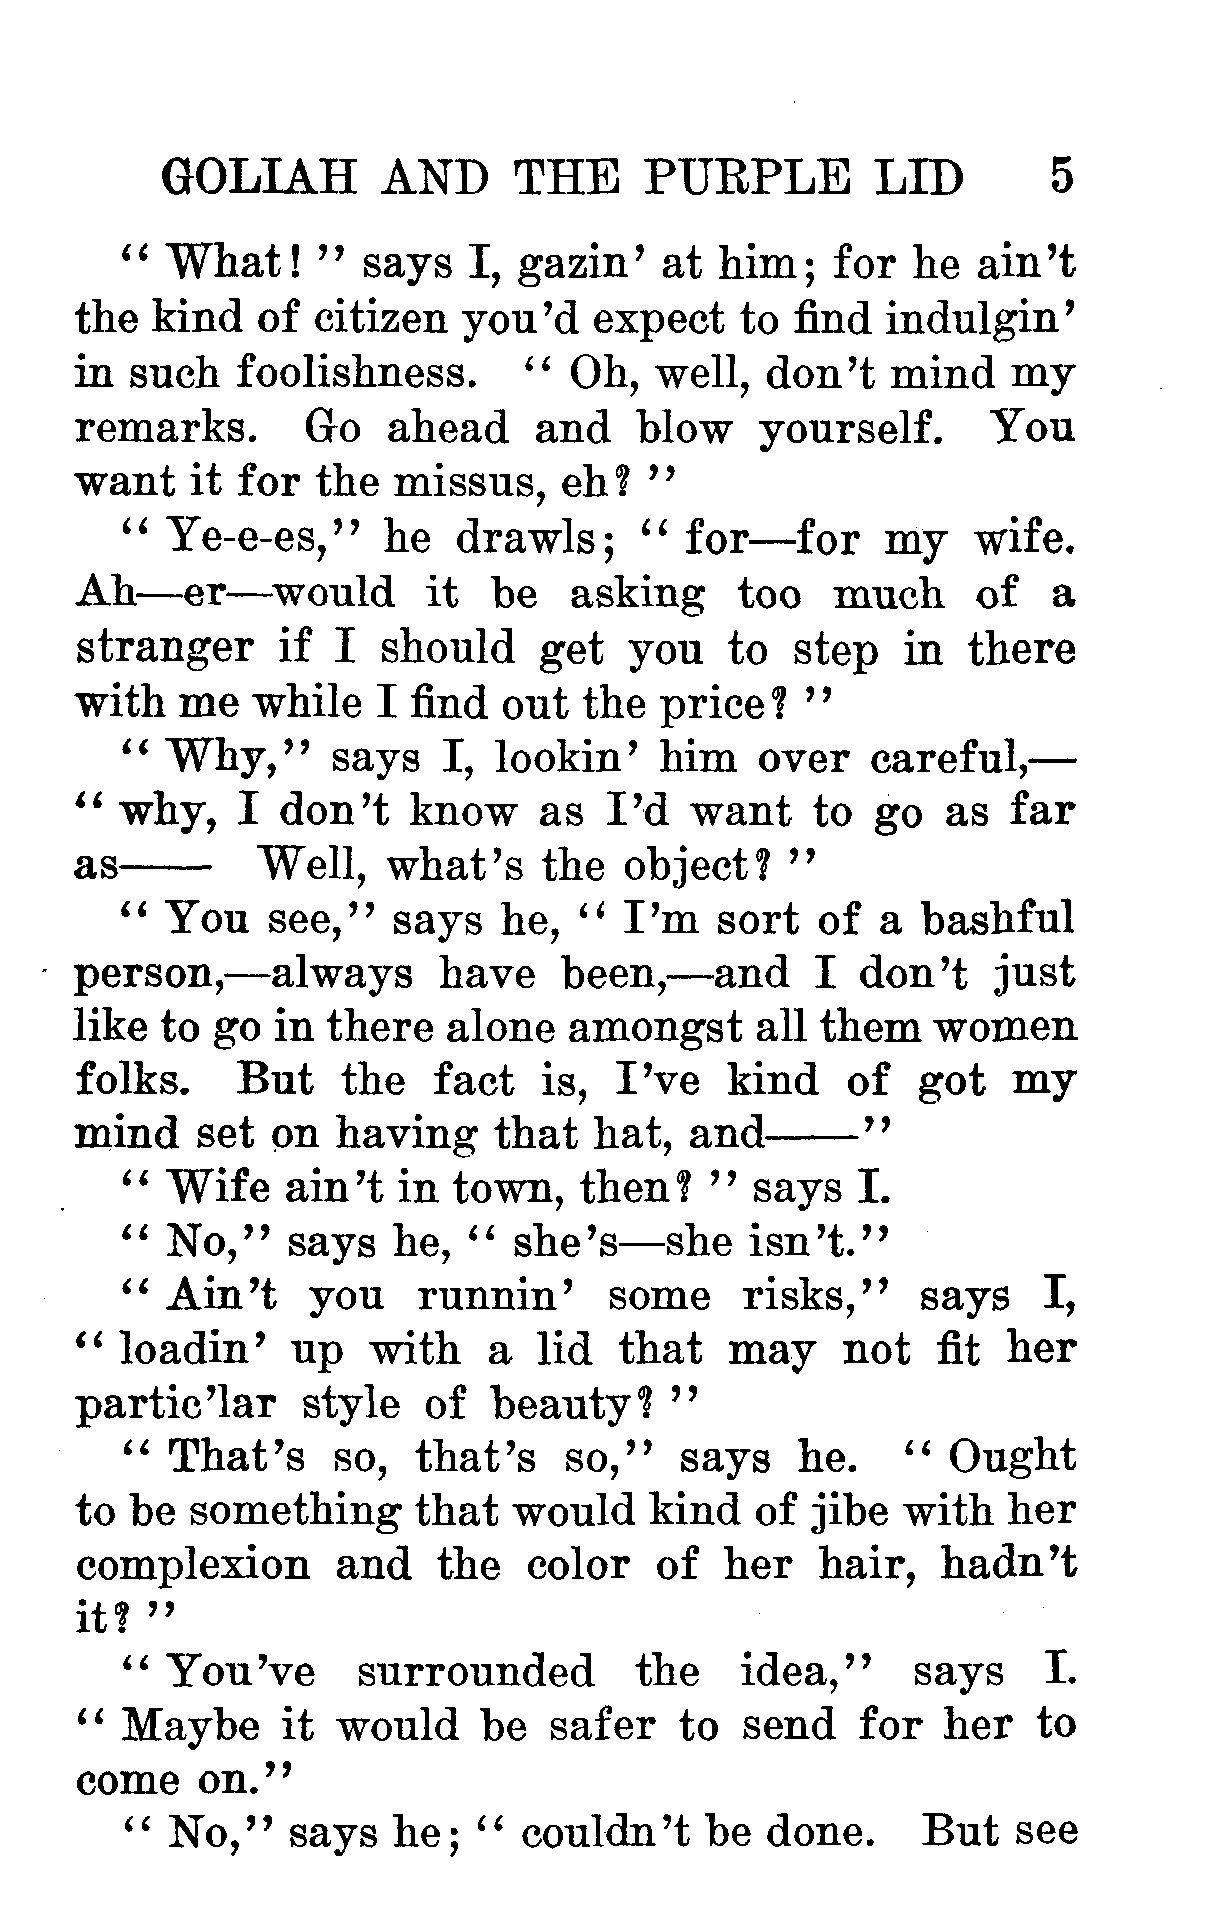 GOLIAH AND THE PURPLE LID 5
“ What! ” says I, gazin’ at him; for he ain’t
the kind of citizen you’d expect to find indulgin’
in such foolishness. “ Oh, well, don’t mind my
remarks. Go ahead and blow yourself. You
want it for the missus, eh? ”
“ Ye-e-es,” he drawls; “ for—for my wife.
Ah—er—would it be asking too much of a
stranger if I should get you to step in there
with me while I find out the price? ”
“ Why,” says I, lookin’ him over careful,—
“ why, I don’t know as I’d want to go as far
as—— Well, what’s the object? ”
“ You see,” says he, “ I’m sort of a bashful
person,—always have been,—and I don’t just
like to go in there alone amongst all them women
folks. But the fact is, I’ve kind of got my
mind set on having that hat, and——”
“ Wife ain’t in town, then? ” says I.
“ No,” says he, “ she’s—she isn’t.”
“ Ain’t you runnin’ some risks,” says I,
“ loadin’ up with a lid that may not fit her
partic’lar style of beauty? ”
“ That’s so, that’s so,” says he. “ Ought
to be something that would kind of jibe with her
complexion and the color of her hair, hadn’t
it? ”
“ You’ve surrounded the idea,” says I.
“ Maybe it would be safer to send for her to
come on.”
“ No,” says he; “ couldn’t be done. But see